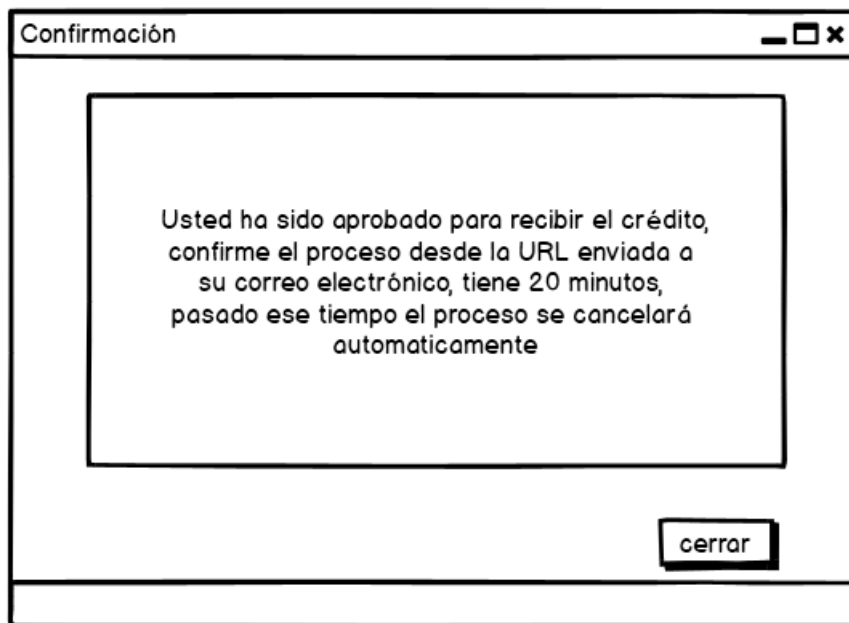 Confirmación
Usted ha sido aprobado para recibir el crédito,
confirme el proceso desde la URL enviada a
su correo electrónico, tiene 20 minutos,
pasado ese tiempo el proceso se cancelará
automaticamente
cerrar